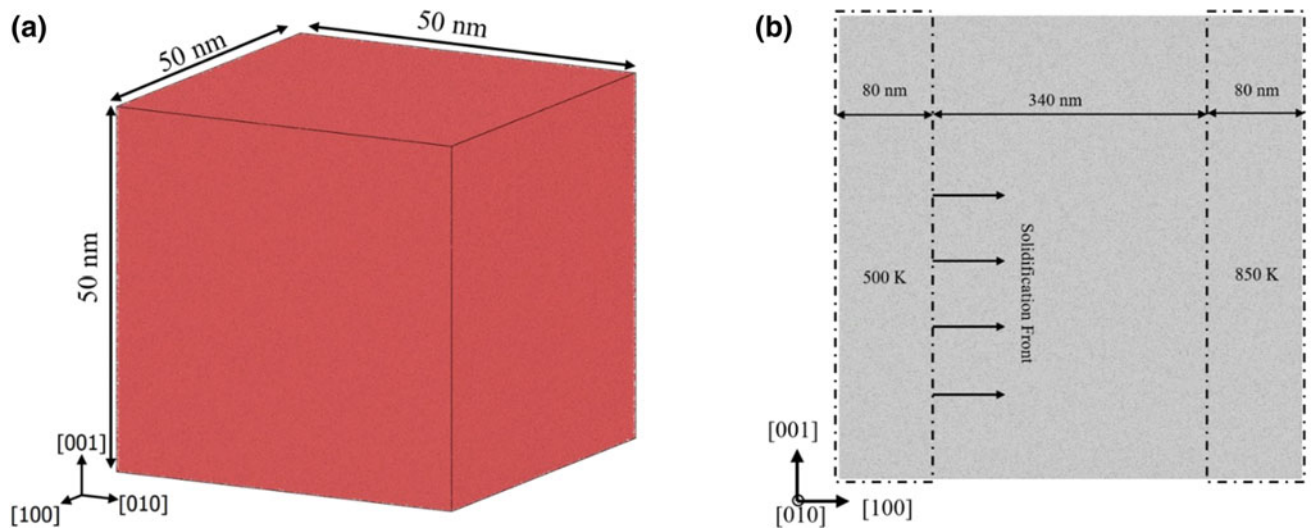 (a)
50 nm
50 nm
50 nm
[001]
[100]
[010]
(b)
80 nm
340 nm
80 nm
500 K
Solidification Front
850 K
[001]
[010]
[100]